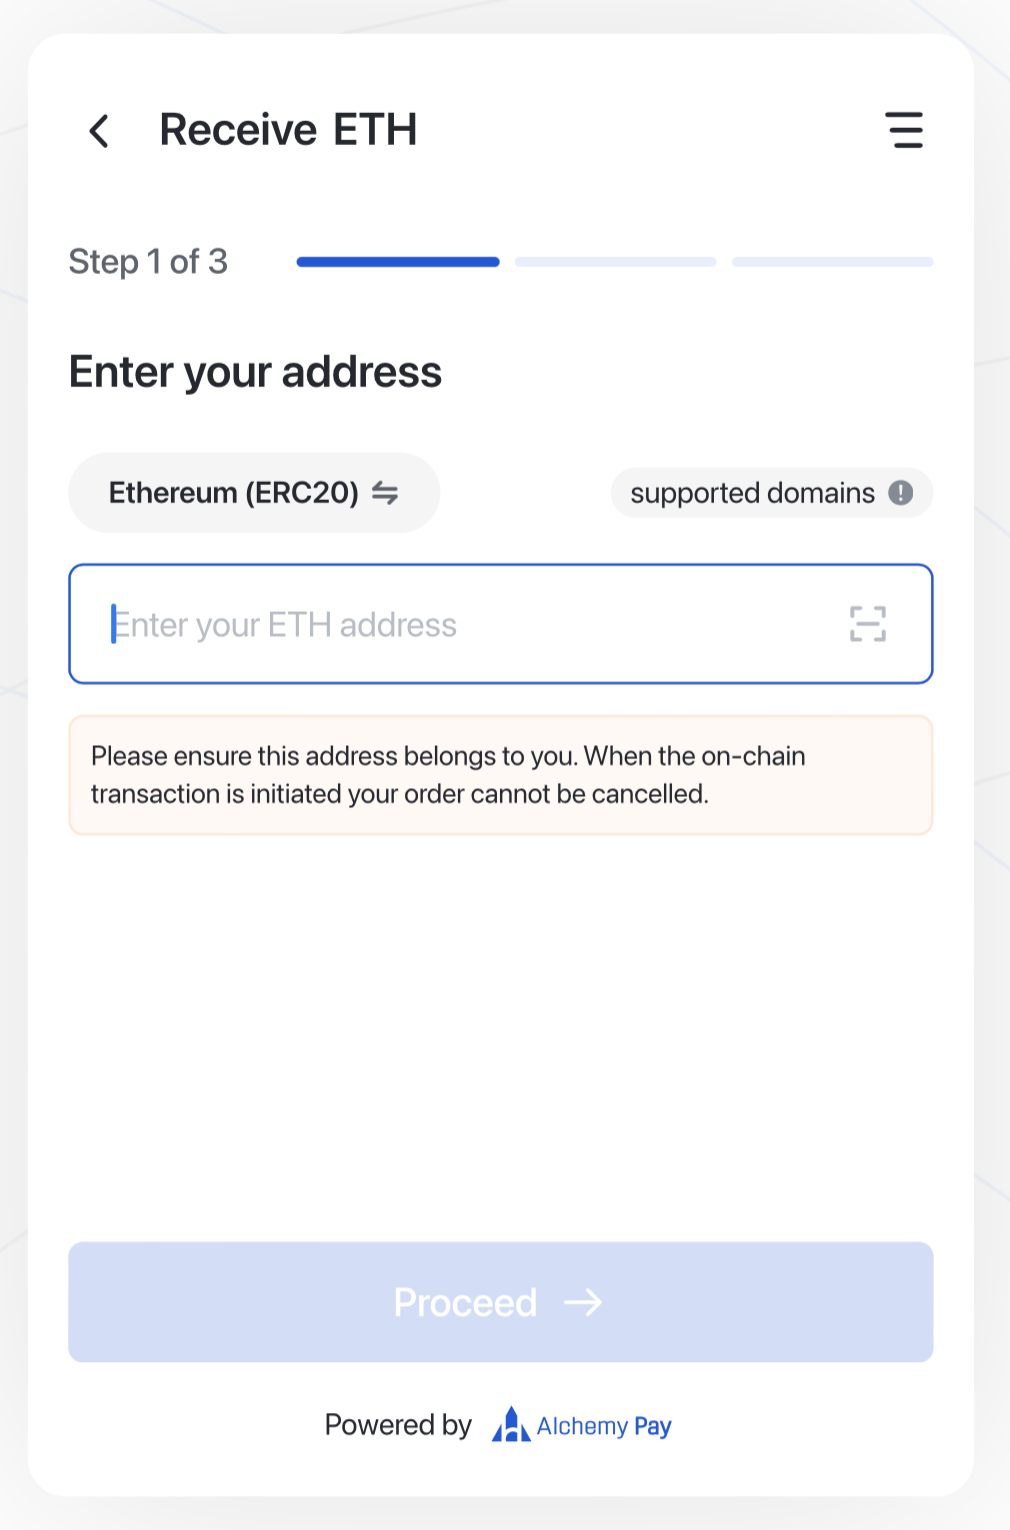 Receive ETH
Step 1 of 3
Enter your address
Ethereum (ERC20)
supported domains
Enter your ETH address
Please ensure this address belongs to you. When the on-chain
transaction is initiated your order cannot be cancelled.
Proceed
Powered by Alchemy Pay